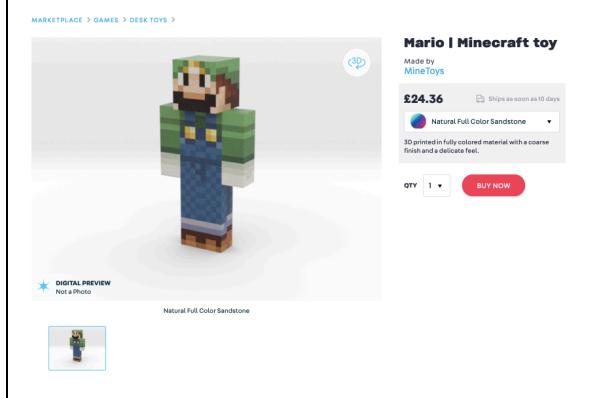 MARKETPLACE > GAMES > DESK TOYS >
Mario | Minecraft toy
Made by
MineToys
£24.36
Ships as soon as 10 days
Natural Full Color Sandstone
3D printed in fully colored material with a coarse
finish and a delicate feel.
QTY 1 BUY NOW
3D
DIGITAL PREVIEW
Not a Photo
Natural Full Color Sandstone